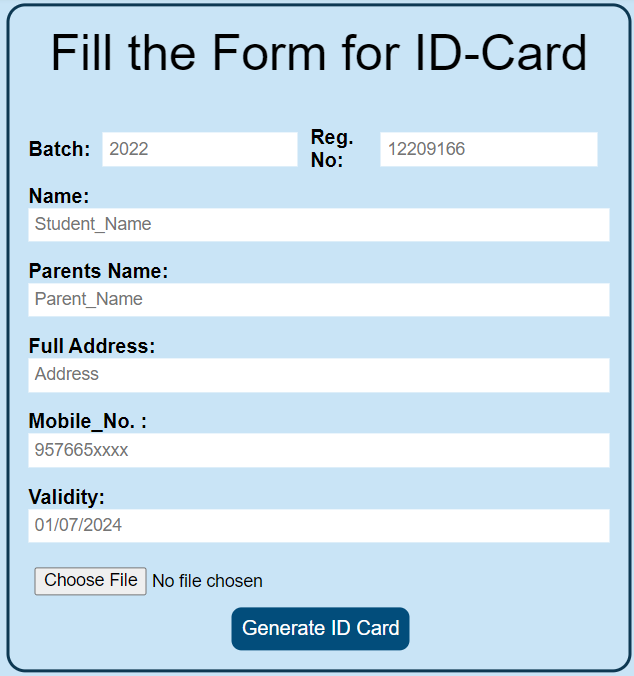 Fill the Form for ID-Card
Batch: 2022 Reg. No: 12209166
Name:
Student_Name
Parents Name:
Parent_Name
Full Address:
Address
Mobile_No. :
957665xxxx
Validity:
01/07/2024
Choose File No file chosen
Generate ID Card